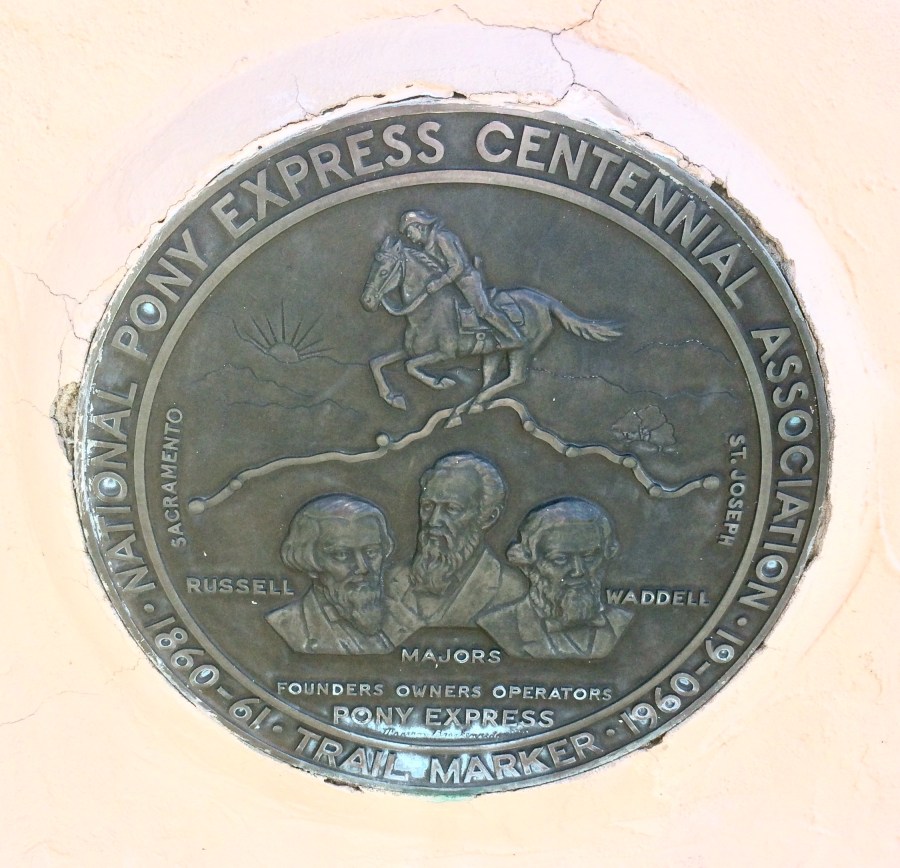 NATIONAL PONY EXPRESS CENTENNIAL ASSOCIATION
SACRAMENTO
ST. JOSEPH
RUSSELL
WADDELL
MAJORS
FOUNDERS OWNERS OPERATORS
PONY EXPRESS
· 1860-61 · TRAIL MARKER · 1960-61 ·